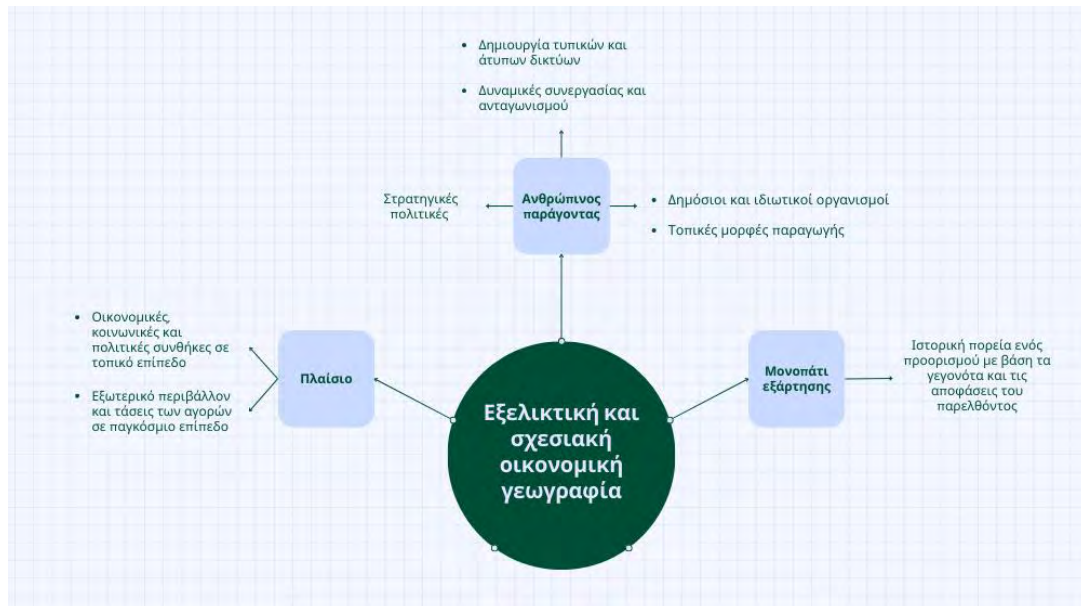 • Δημιουργία τυπικών και
άτυπων δικτύων
• Δυναμικές συνεργασίας και
ανταγωνισμού
Στρατηγικές
πολιτικές
Ανθρώπινος
παράγοντας
• Δημόσιοι και ιδιωτικοί οργανισμοί
• Τοπικές μορφές παραγωγής
• Οικονομικές,
κοινωνικές και
πολιτικές συνθήκες σε
τοπικό επίπεδο
• Εξωτερικό περιβάλλον
και τάσεις των αγορών
σε παγκόσμιο επίπεδο
Πλαίσιο
Μονοπάτι
εξάρτησης
Ιστορική πορεία ενός
προορισμού με βάση τα
γεγονότα και τις
αποφάσεις του
παρελθόντος
Εξελικτική και
σχεσιακή
οικονομική
γεωγραφία